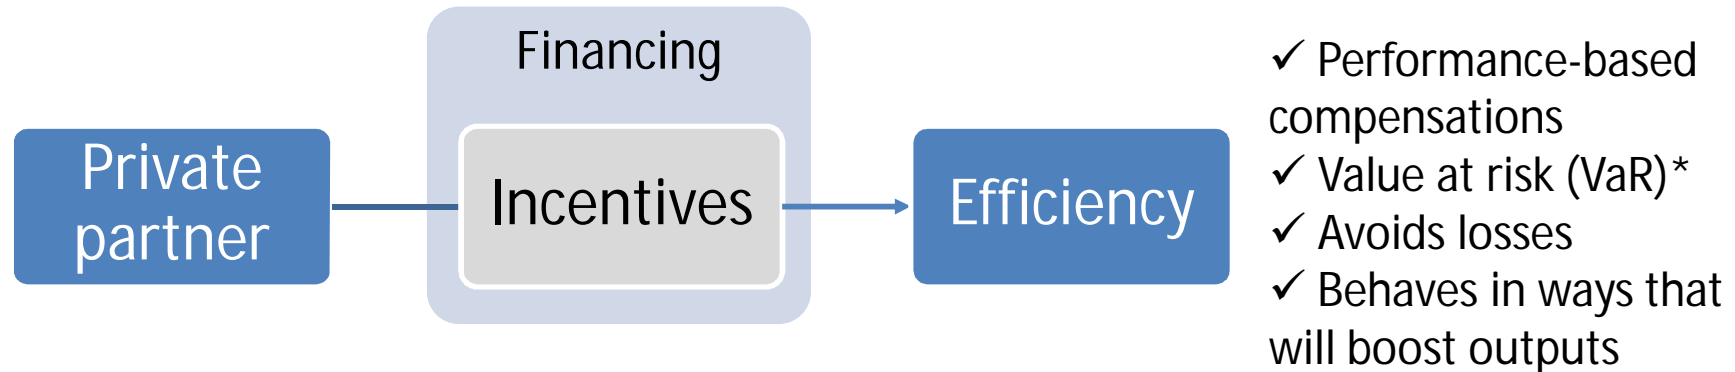 Financing
Private
partner
Incentives
Efficiency
✓ Performance-based
compensations
✓ Value at risk (VaR)*
✓ Avoids losses
✓ Behaves in ways that
will boost outputs